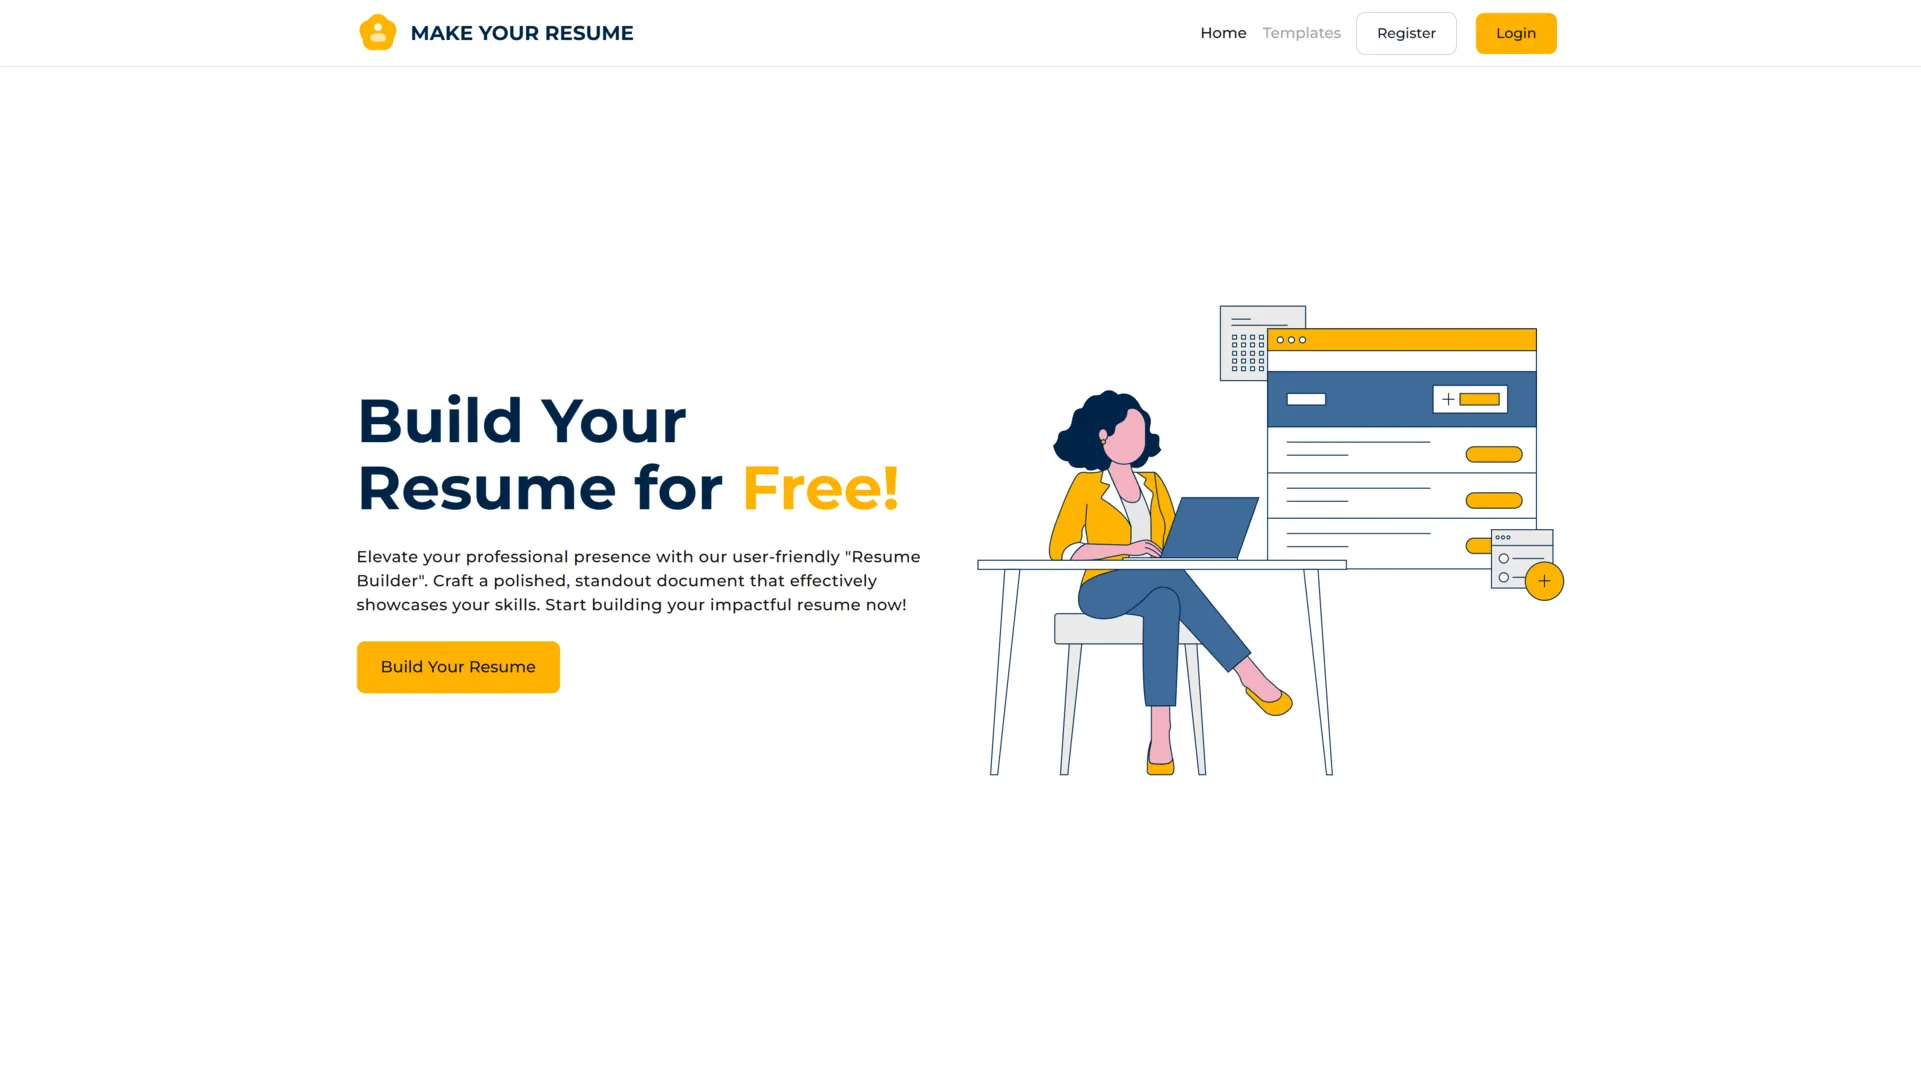 MAKE YOUR RESUME
Home
Templates
Register
Login
Build Your
Resume for Free!
Elevate your professional presence with our user-friendly "Resume
Builder". Craft a polished, standout document that effectively
showcases your skills. Start building your impactful resume now!
Build Your Resume